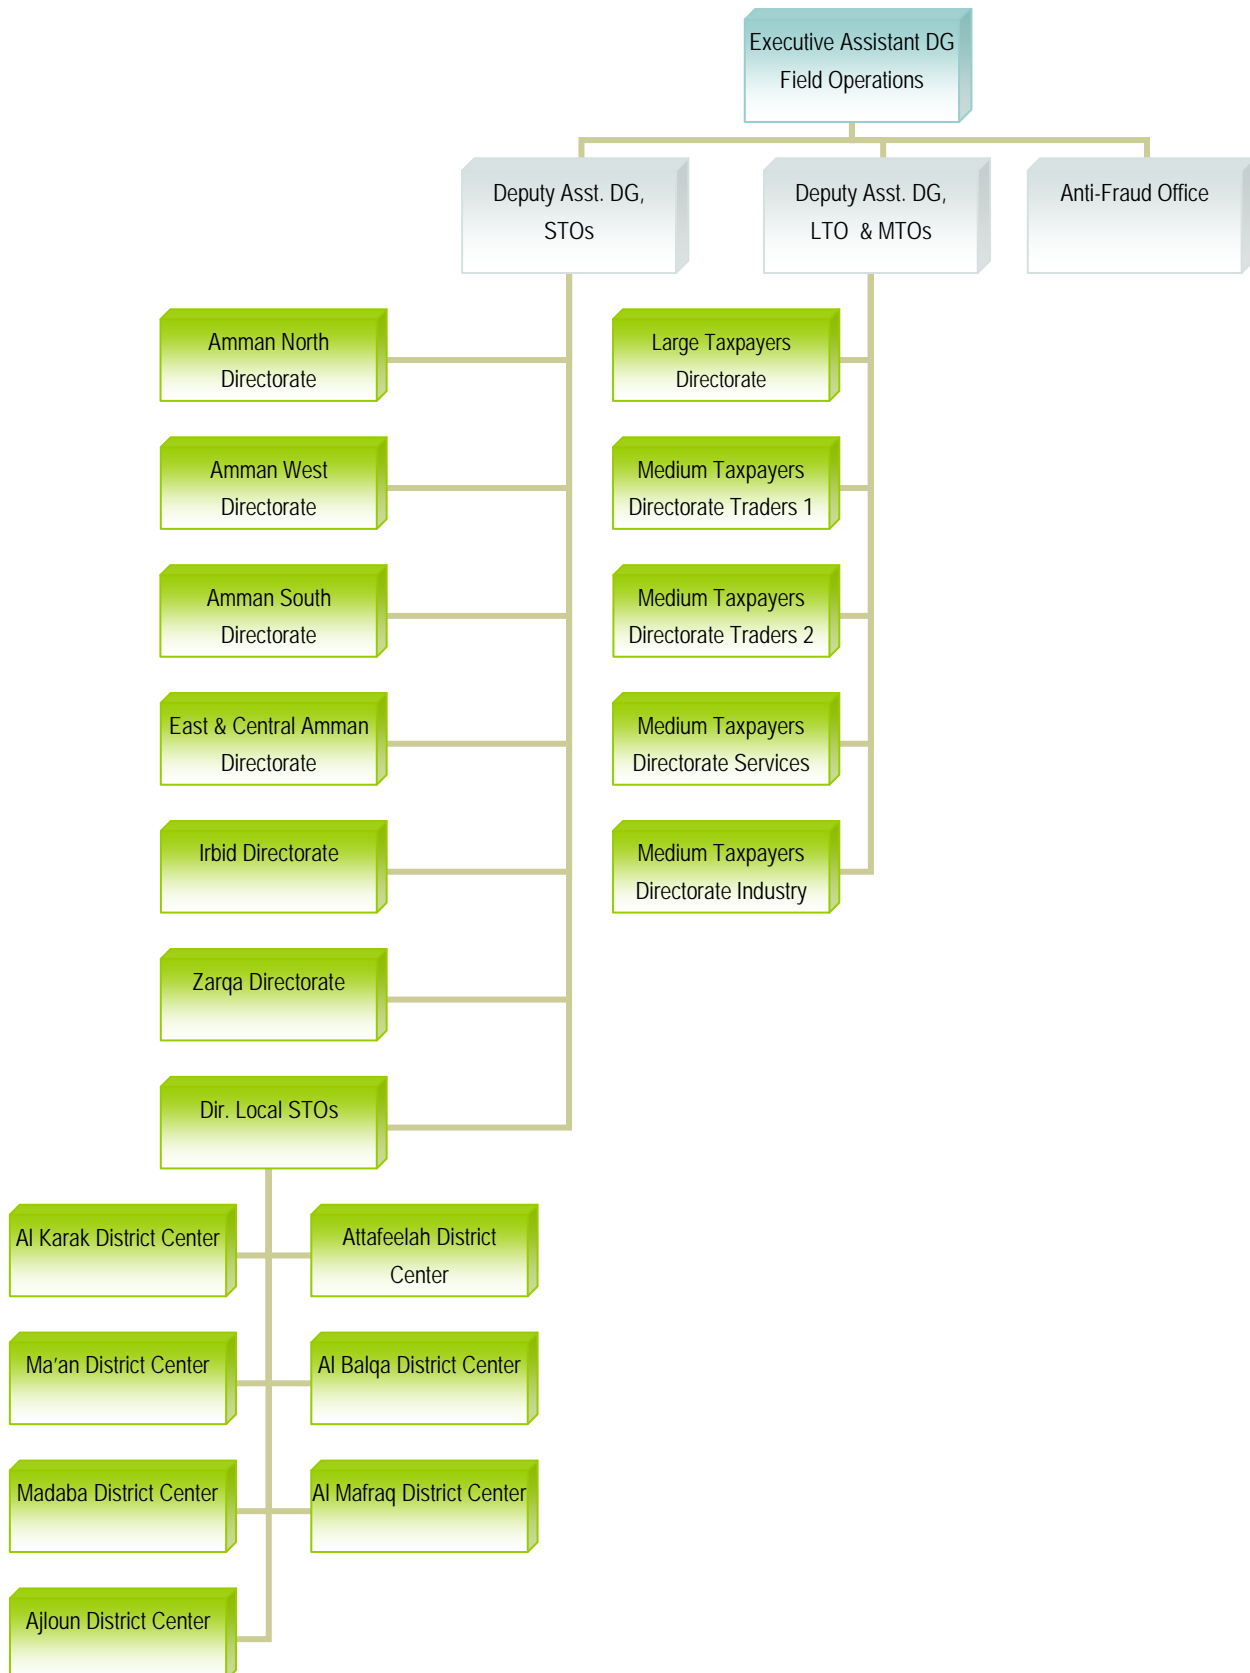 Executive Assistant DG
Field Operations
Deputy Asst. DG,
STOs
Deputy Asst. DG,
LTO & MTOs
Anti-Fraud Office
Amman North
Directorate
Large Taxpayers
Directorate
Amman West
Directorate
Medium Taxpayers
Directorate Traders 1
Amman South
Directorate
Medium Taxpayers
Directorate Traders 2
East & Central Amman
Directorate
Medium Taxpayers
Directorate Services
Irbid Directorate
Medium Taxpayers
Directorate Industry
Zarqa Directorate
Dir. Local STOs
Al Karak District Center
Attafeelah District
Center
Ma’an District Center
Al Balqa District Center
Madaba District Center
Al Mafraq District Center
Ajloun District Center